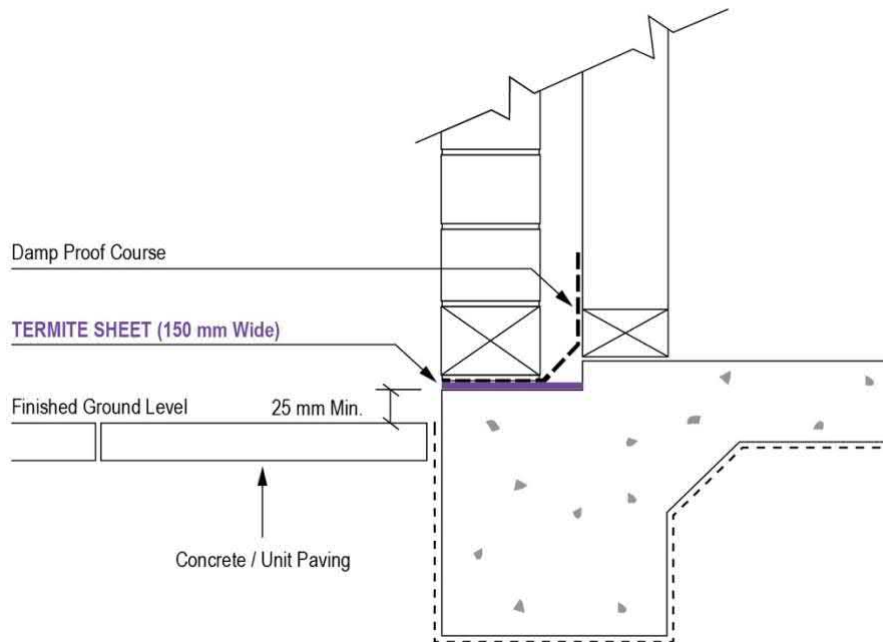 Damp Proof Course
TERMITE SHEET (150 mm Wide)
Finished Ground Level
25 mm Min.
Concrete / Unit Paving